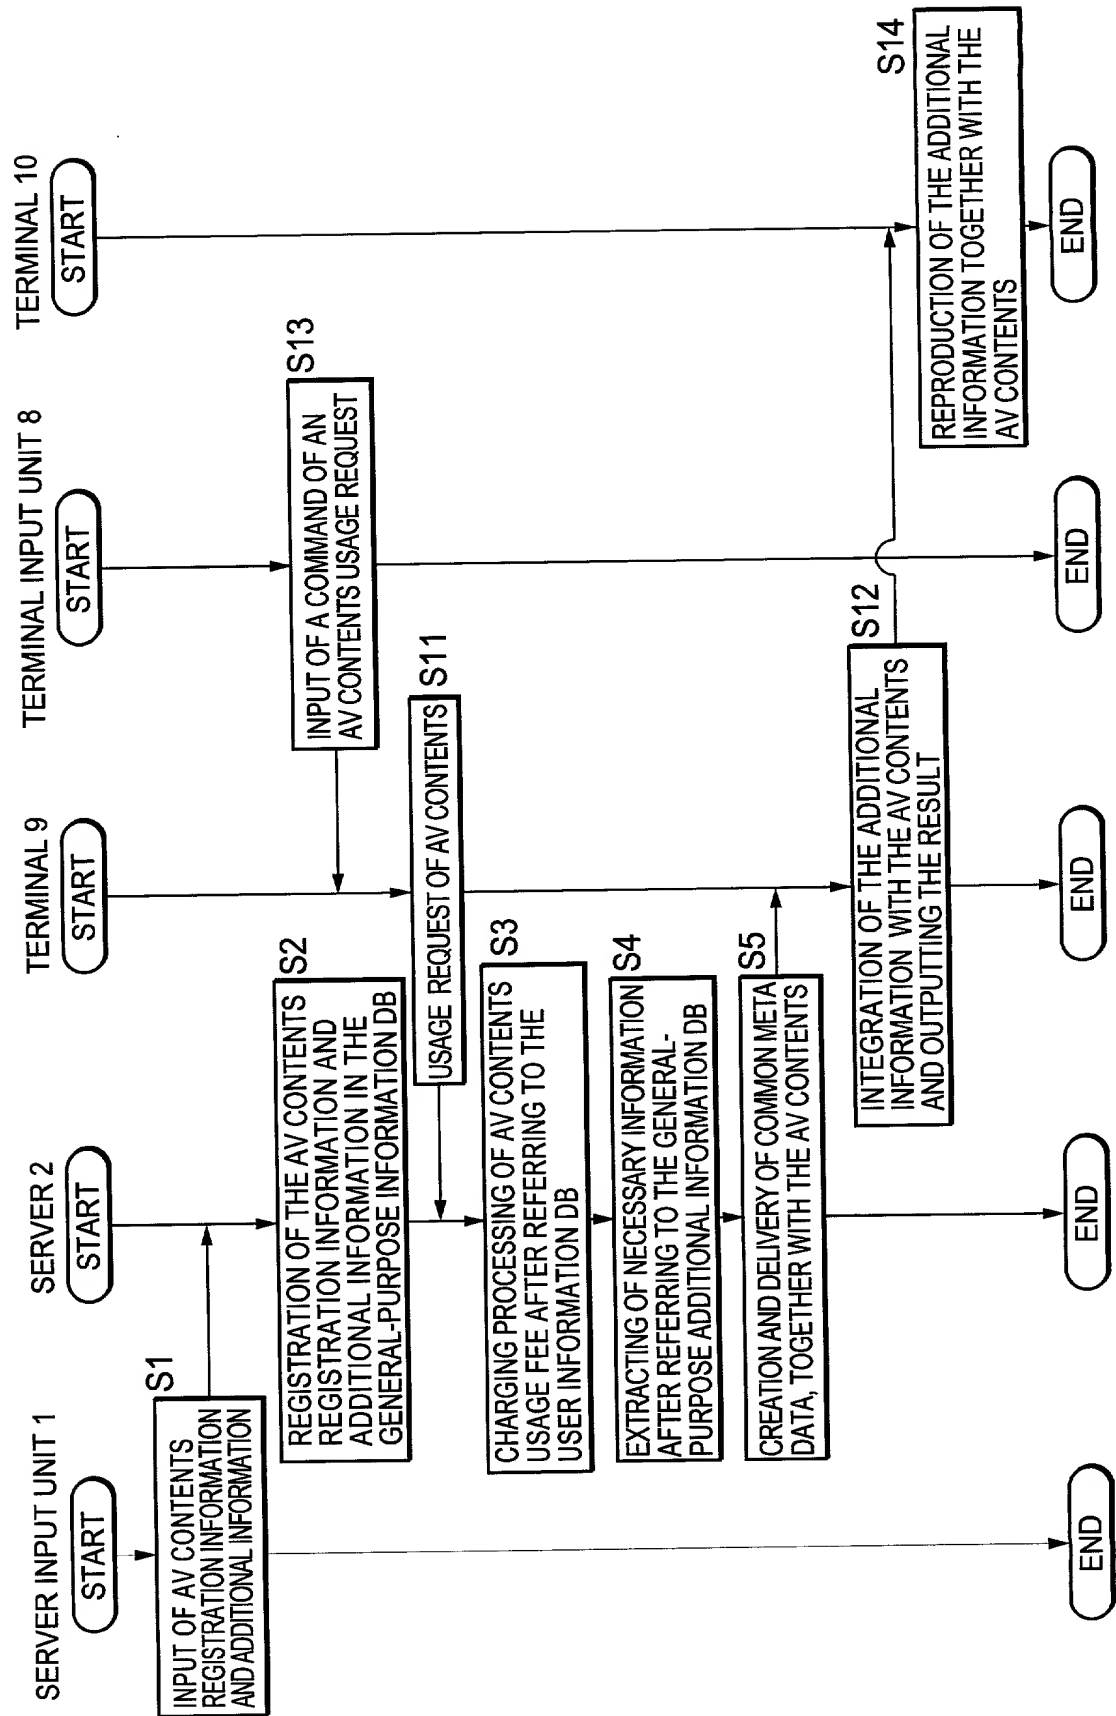 SERVER INPUT UNIT 1
START
S1
INPUT OF AV CONTENTS
REGISTRATION INFORMATION
AND ADDITIONAL INFORMATION
END
SERVER 2
START
S2
REGISTRATION OF THE AV CONTENTS
REGISTRATION INFORMATION AND
ADDITIONAL INFORMATION IN THE
GENERAL-PURPOSE INFORMATION DB
S3
CHARGING PROCESSING OF AV CONTENTS
USAGE FEE AFTER REFERRING TO THE
USER INFORMATION DB
S4
EXTRACTING OF NECESSARY INFORMATION
AFTER REFERRING TO THE GENERAL-
PURPOSE ADDITIONAL INFORMATION DB
S5
CREATION AND DELIVERY OF COMMON META
DATA, TOGETHER WITH THE AV CONTENTS
END
TERMINAL 9
START
S11
USAGE REQUEST OF AV CONTENTS
S12
INTEGRATION OF THE ADDITIONAL
INFORMATION WITH THE AV CONTENTS
AND OUTPUTTING THE RESULT
END
TERMINAL INPUT UNIT 8
START
S13
INPUT OF A COMMAND OF AN
AV CONTENTS USAGE REQUEST
END
TERMINAL 10
START
S14
REPRODUCTION OF THE ADDITIONAL
INFORMATION TOGETHER WITH THE
AV CONTENTS
END